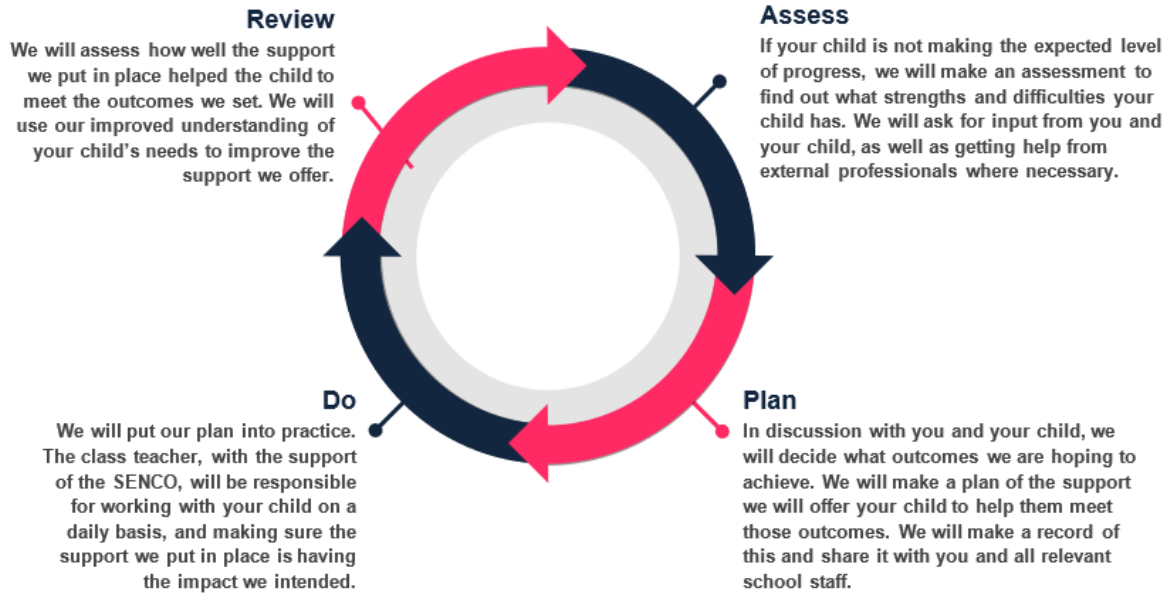 Review
We will assess how well the support
we put in place helped the child to
meet the outcomes we set. We will
use our improved understanding of
your child's needs to improve the
support we offer.
Assess
If your child is not making the expected level
of progress, we will make an assessment to
find out what strengths and difficulties your
child has. We will ask for input from you and
your child, as well as getting help from
external professionals where necessary.
Do
We will put our plan into practice.
The class teacher, with the support
of the SENCO, will be responsible
for working with your child on a
daily basis, and making sure the
support we put in place is having
the impact we intended.
Plan
In discussion with you and your child, we
will decide what outcomes we are hoping to
achieve. We will make a plan of the support
we will offer your child to help them meet
those outcomes. We will make a record of
this and share it with you and all relevant
school staff.